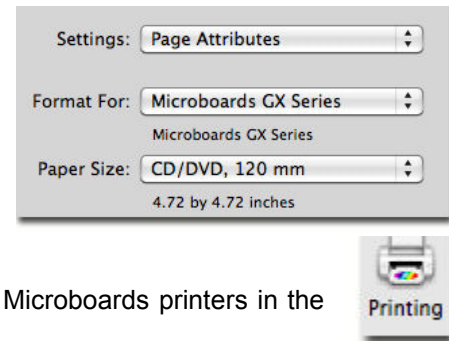 Settings: Page Attributes
Format For: Microboards GX Series
Microboards GX Series
Paper Size: CD/DVD, 120 mm
4.72 by 4.72 inches
Microboards printers in the
Printing